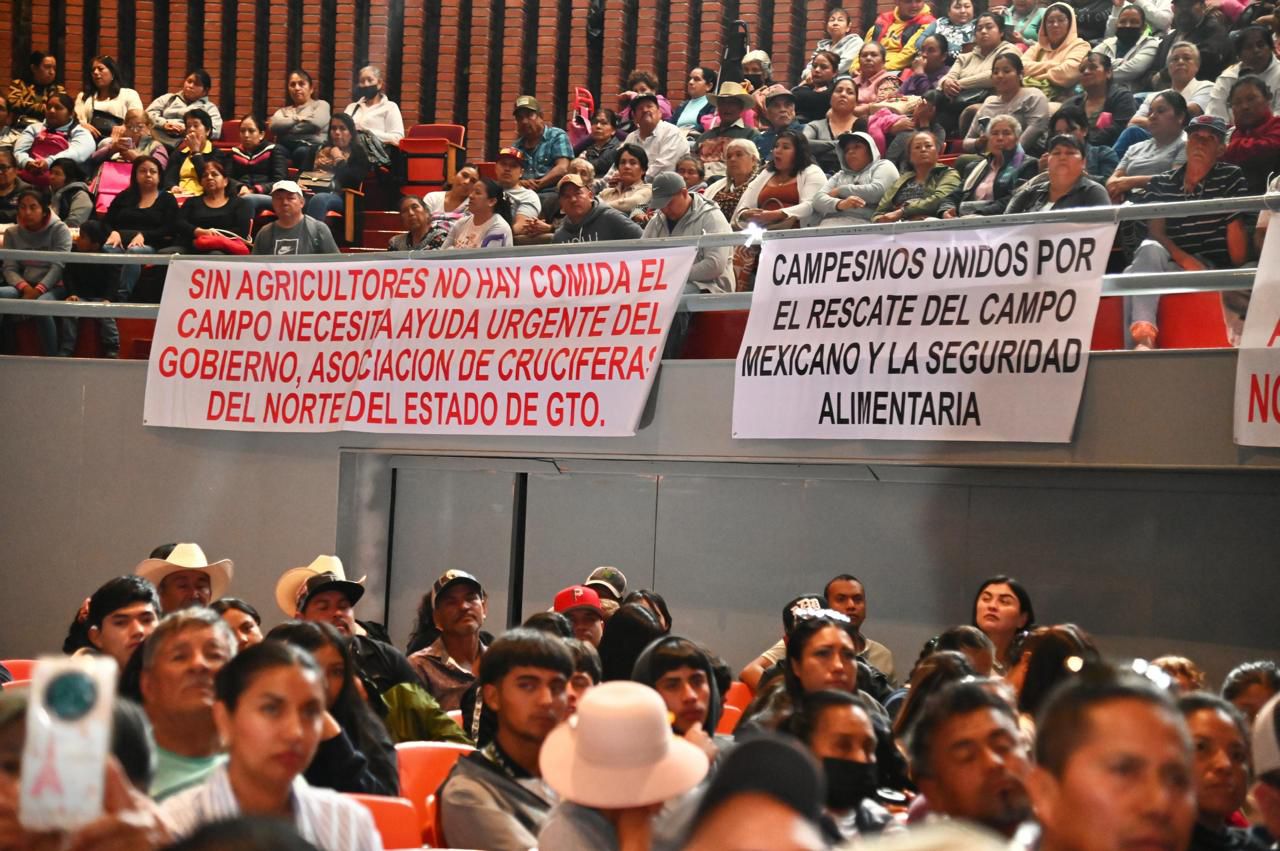 SIN AGRICULTORES NO HAY COMIDA EL
CAMPO NECESITA AYUDA URGENTE DEL
GOBIERNO, ASOCIACION DE CRUCIFERAS
DEL NORTE DEL ESTADO DE GTO.
CAMPESINOS UNIDOS POR
EL RESCATE DEL CAMPO
MEXICANO Y LA SEGURIDAD
ALIMENTARIA